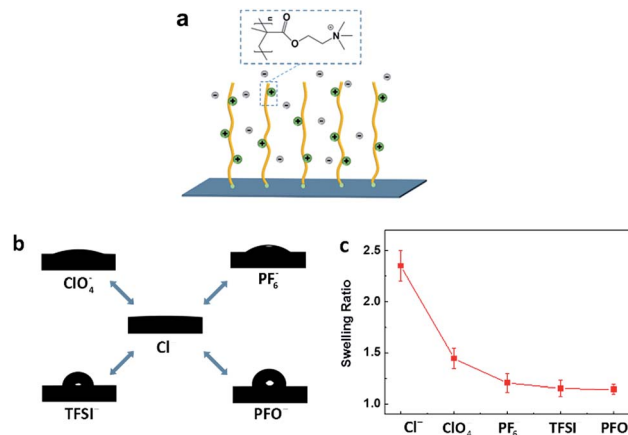 a
n
O
O
N
⊕
b
ClO₄⁻
PF₆⁻
Cl
TFSI⁻
PFO⁻
c
Swelling Ratio
2.5
2.0
1.5
1.0
Cl⁻ ClO₄⁻ PF₆⁻ TFSI⁻ PFO⁻